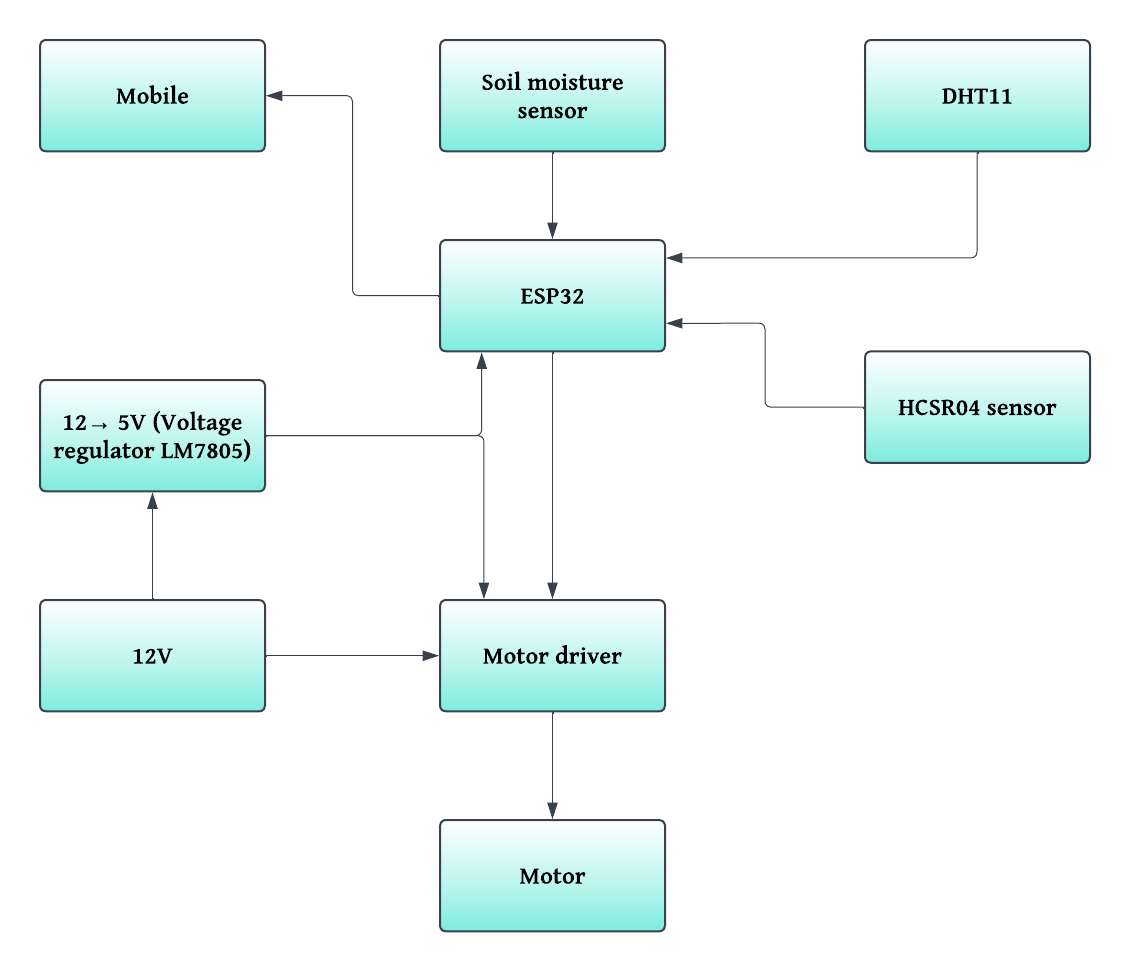 Mobile
Soil moisture
sensor
DHT11
ESP32
12→ 5V (Voltage
regulator LM7805)
HCSR04 sensor
12V
Motor driver
Motor